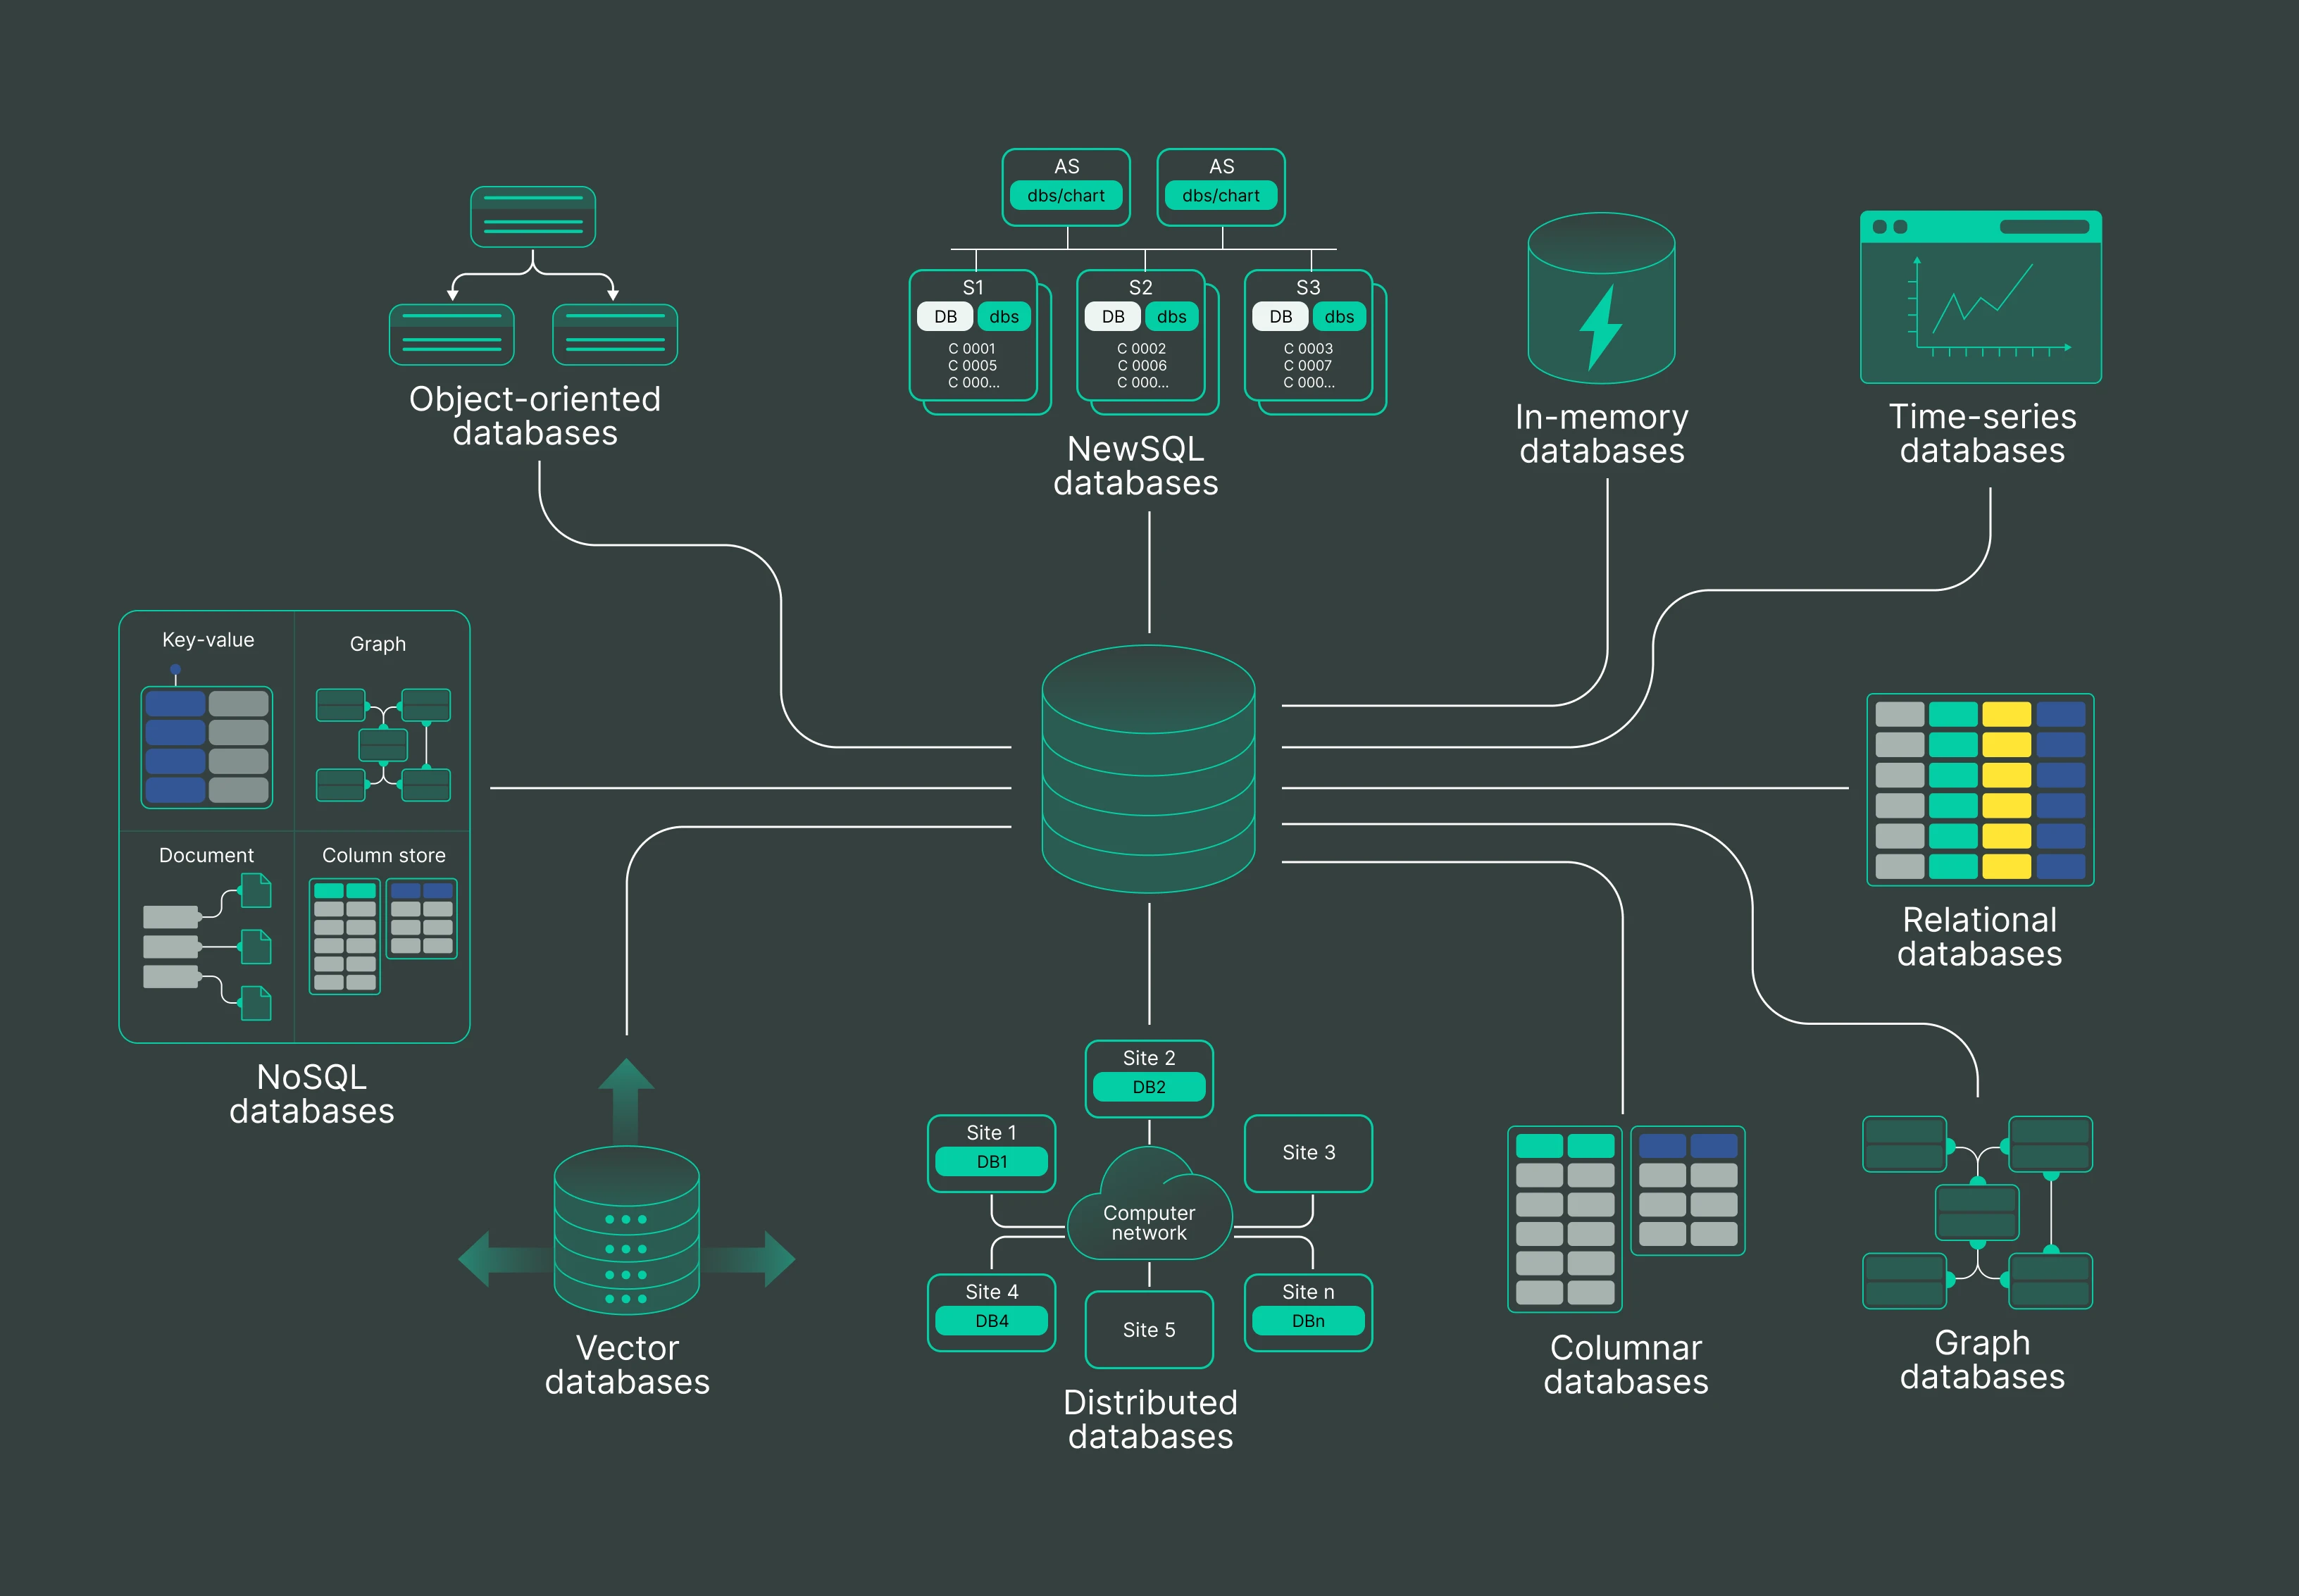 AS
dbs/chart
AS
dbs/chart
S1
DB dbs
C 0001
C 0005
C 000...
S2
DB dbs
C 0002
C 0006
C 000...
S3
DB dbs
C 0003
C 0007
C 000...
Object-oriented
databases
NewSQL
databases
In-memory
databases
Time-series
databases
Key-value
Graph
Document
Column store
NoSQL
databases
Relational
databases
Vector
databases
Site 2
DB2
Site 1
DB1
Site 3
Computer
network
Site 4
DB4
Site 5
Site n
DBn
Distributed
databases
Columnar
databases
Graph
databases